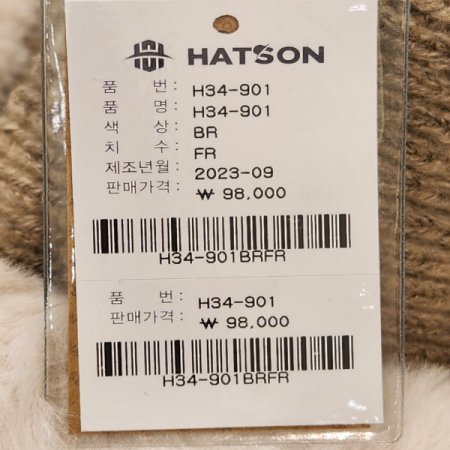 HATSON
품 번 : H34-901
품 명 : H34-901
색 상 : BR
치 수 : FR
제조년월 : 2023-09
판매가격 : ₩ 98,000
H34-901BRFR
품 번 : H34-901
판매가격 : ₩ 98,000
H34-901BRFR